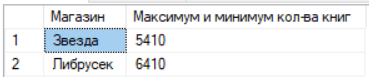 Магазин Максимум и минимум кол-ва книг
1 Звезда 5410
2 Либрусек 6410